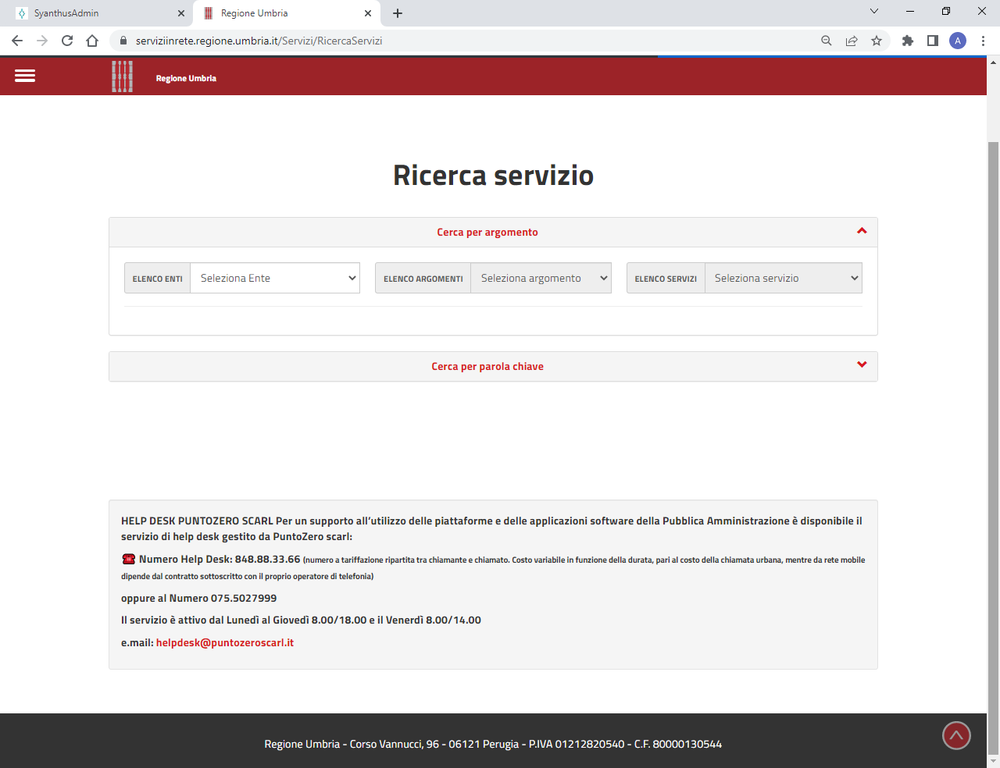 SyanthusAdmin
Regione Umbria
serviziinrete.regione.umbria.it/Servizi/RicercaServizi
A
Regione Umbria
Ricerca servizio
Cerca per argomento
ELENCO ENTI Seleziona Ente ELENCO ARGOMENTI Seleziona argomento ELENCO SERVIZI Seleziona servizio
Cerca per parola chiave
HELP DESK PUNTOZERO SCARL Per un supporto all'utilizzo delle piattaforme e delle applicazioni software della Pubblica Amministrazione è disponibile il
servizio di help desk gestito da PuntoZero scarl:
☎ Numero Help Desk: 848.88.33.66 (numero a tariffazione ripartita tra chiamante e chiamato. Costo variabile in funzione della durata, pari al costo della chiamata urbana, mentre da rete mobile
dipende dal contratto sottoscritto con il proprio operatore di telefonia)
oppure al Numero 075.5027999
Il servizio è attivo dal Lunedì al Giovedì 8.00/18.00 e il Venerdì 8.00/14.00
e.mail: helpdesk@puntozeroscarl.it
Regione Umbria - Corso Vannucci, 96 - 06121 Perugia - P.IVA 01212820540 - C.F. 80000130544